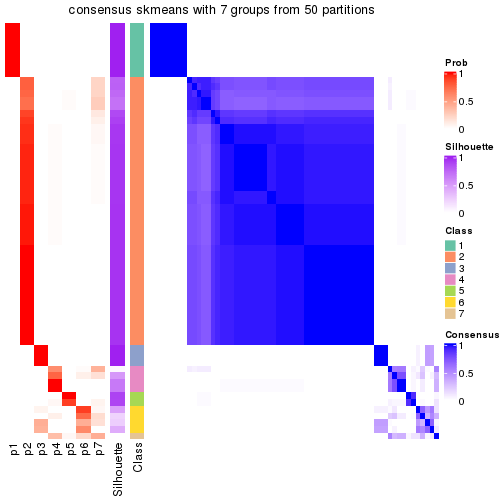 consensus skmeans with 7 groups from 50 partitions
Prob
1
0.5
0
Silhouette
1
0.5
0
Class
1
2
3
4
5
6
7
Consensus
1
0.5
0
p1
p2
p3
p4
p5
p6
p7
Silhouette
Class